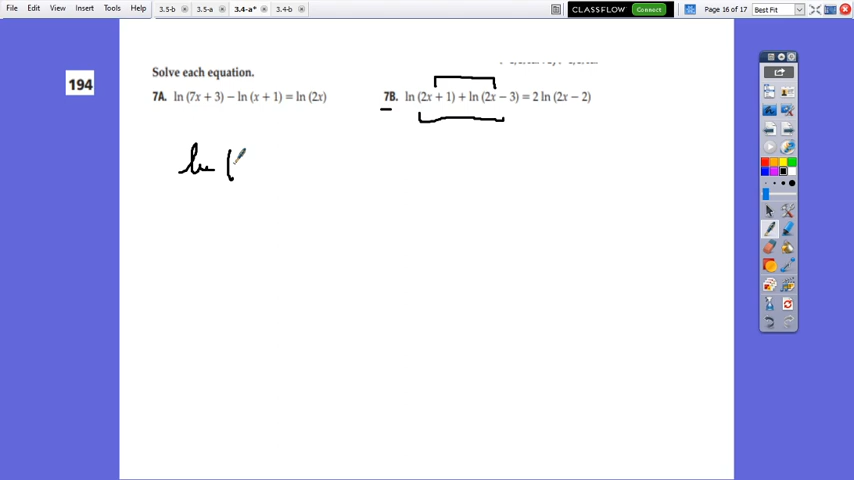 File Edit View Insert Tools Help 3.5-b 3.5-a 3.4-a* 3.4-b CLASSFLOW Connect Page 16 of 17 Best Fit
194
Solve each equation.
7A. ln (7x + 3) − ln (x + 1) = ln (2x) 7B. ln (2x + 1) + ln (2x − 3) = 2 ln (2x − 2)
ln (